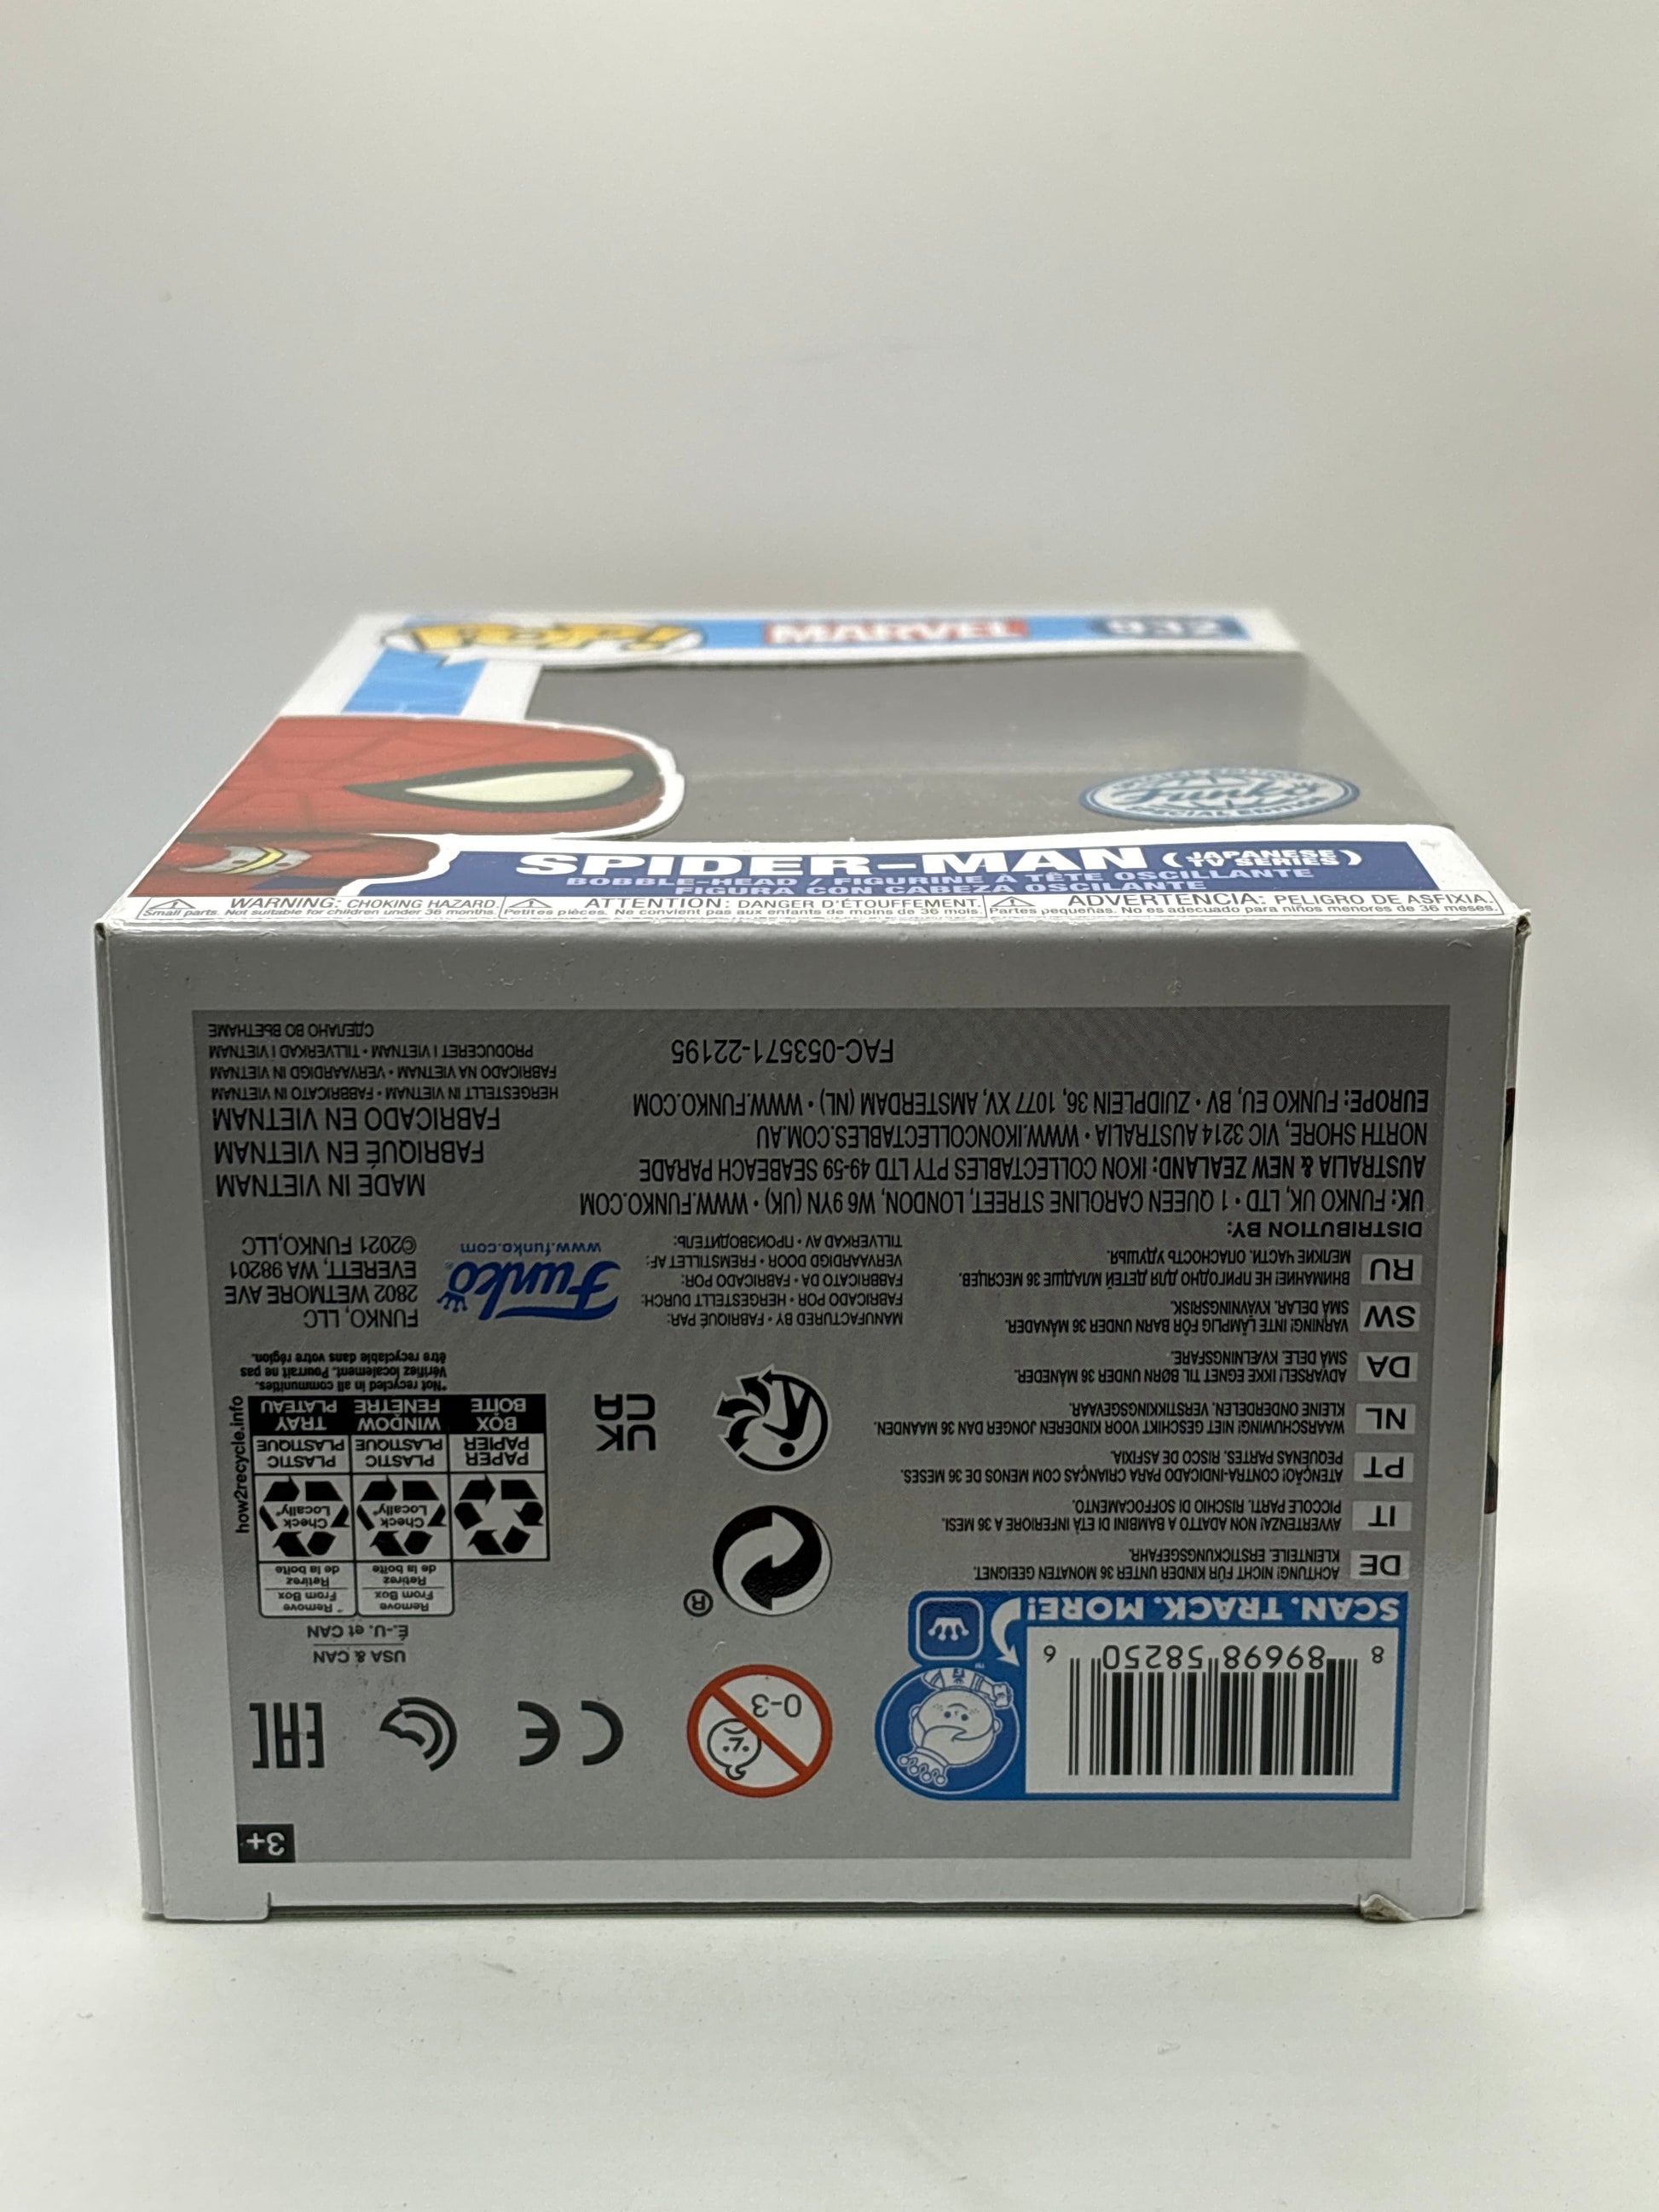 POP!
MARVEL
932
Funko
SPECIAL EDITION
SPIDER-MAN (JAPANESE TV SERIES)
BOBBLE-HEAD / FIGURINE À TÊTE OSCILLANTE
FIGURA CON CABEZA OSCILANTE
WARNING: CHOKING HAZARD.
Small parts. Not suitable for children under 36 months.
ATTENTION: DANGER D'ÉTOUFFEMENT.
Petites pièces. Ne convient pas aux enfants de moins de 36 mois.
ADVERTENCIA: PELIGRO DE ASFIXIA.
Partes pequeñas. No es adecuado para niños menores de 36 meses.
3+
8 89698 58250 6
SCAN. TRACK. MORE!
™
0-3
CE
EAC
DE
ACHTUNG! NICHT FÜR KINDER UNTER 36 MONATEN GEEIGNET.
KLEINTEILE. ERSTICKUNGSGEFAHR.
IT
AVVERTENZA! NON ADATTO A BAMBINI DI ETÀ INFERIORE A 36 MESI.
PICCOLE PARTI. RISCHIO DI SOFFOCAMENTO.
PT
ATENÇÃO! CONTRA-INDICADO PARA CRIANÇAS COM MENOS DE 36 MESES.
PEQUENAS PARTES. RISCO DE ASFIXIA.
NL
WAARSCHUWING! NIET GESCHIKT VOOR KINDEREN JONGER DAN 36 MAANDEN.
KLEINE ONDERDELEN. VERSTIKKINGSGEVAAR.
DA
ADVARSEL! IKKE EGNET TIL BØRN UNDER 36 MÅNEDER.
SMÅ DELE. KVÆLNINGSFARE.
SW
VARNING! INTE LÄMPLIG FÖR BARN UNDER 36 MÅNADER.
SMÅ DELAR. KVÄVNINGSRISK.
RU
ВНИМАНИЕ! НЕ ПРИГОДНО ДЛЯ ДЕТЕЙ МЛАДШЕ 36 МЕСЯЦЕВ.
МЕЛКИЕ ЧАСТИ. ОПАСНОСТЬ УДУШЬЯ.
®
UK
CA
USA & CAN
É.-U. et CAN
Remove
From Box
Retirez
de la boîte
Remove *
From Box
Retirez
de la boîte
Check
Locally*
Check
Locally*
PAPER
PAPIER
PLASTIC
PLASTIQUE
PLASTIC
PLASTIQUE
BOX
BOÎTE
WINDOW
FENÊTRE
TRAY
PLATEAU
how2recycle.info
*Not recycled in all communities.
Vérifiez localement. Pourrait ne pas
être recyclable dans votre région.
MANUFACTURED BY • FABRIQUÉ PAR:
FABRICADO POR • HERGESTELLT DURCH:
FABBRICATO DA • FABRICADO POR:
VERVAARDIGD DOOR • FREMSTILLET AF:
TILLVERKAD AV • ПРОИЗВОДИТЕЛЬ:
Funko®
www.funko.com
FUNKO, LLC
2802 WETMORE AVE
EVERETT, WA 98201
©2021 FUNKO,LLC
DISTRIBUTION BY:
UK: FUNKO UK, LTD • 1 QUEEN CAROLINE STREET, LONDON, W6 9YN (UK) • WWW.FUNKO.COM
AUSTRALIA & NEW ZEALAND: IKON COLLECTABLES PTY LTD 49-59 SEABEACH PARADE
NORTH SHORE, VIC 3214 AUSTRALIA • WWW.IKONCOLLECTABLES.COM.AU
EUROPE: FUNKO EU, BV • ZUIDPLEIN 36, 1077 XV, AMSTERDAM (NL) • WWW.FUNKO.COM
MADE IN VIETNAM
FABRIQUÉ EN VIETNAM
FABRICADO EN VIETNAM
HERGESTELLT IN VIETNAM • FABBRICATO IN VIETNAM
FABRICADO NA VIETNAM • VERVAARDIGD IN VIETNAM
PRODUCERET I VIETNAM • TILLVERKAD I VIETNAM
СДЕЛАНО ВО ВЬЕТНАМЕ
FAC-053571-22195